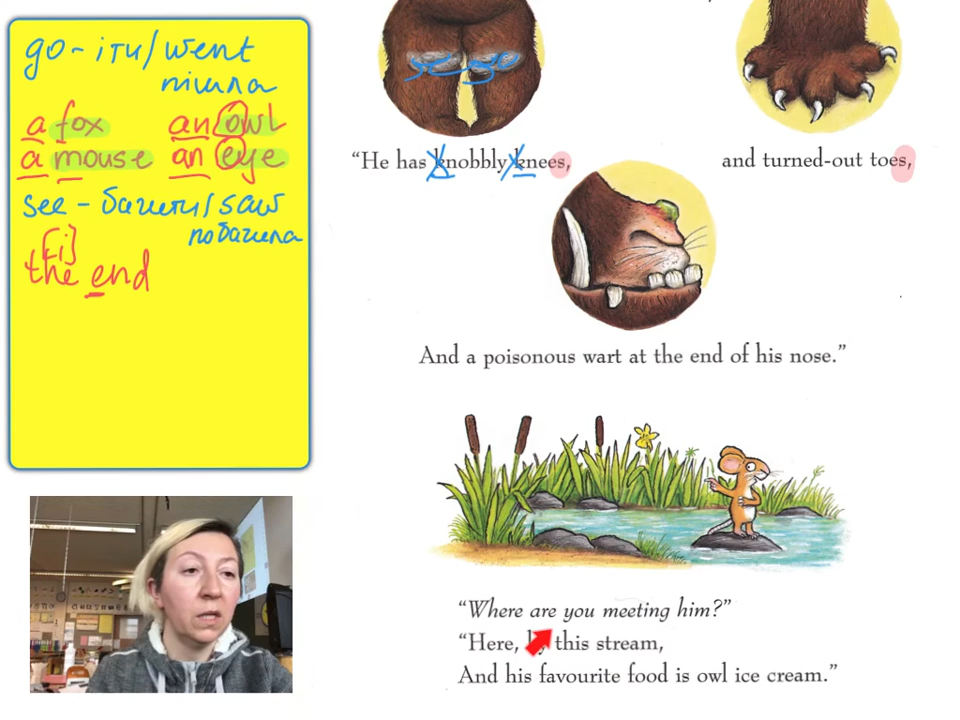 go - іти / went
пішла
a fox an owl
a mouse an eye
see - бачити / saw
побачила
[i]
the end
“He has knobbly knees,
and turned-out toes,
And a poisonous wart at the end of his nose.”
“Where are you meeting him?”
“Here, this stream,
And his favourite food is owl ice cream.”